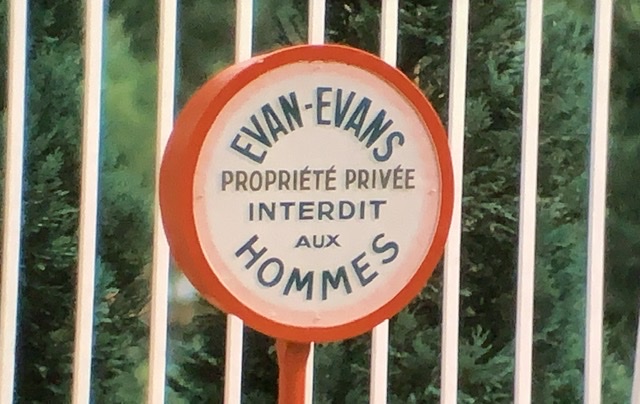 EVAN-EVANS
PROPRIÉTÉ PRIVÉE
INTERDIT
AUX
HOMMES